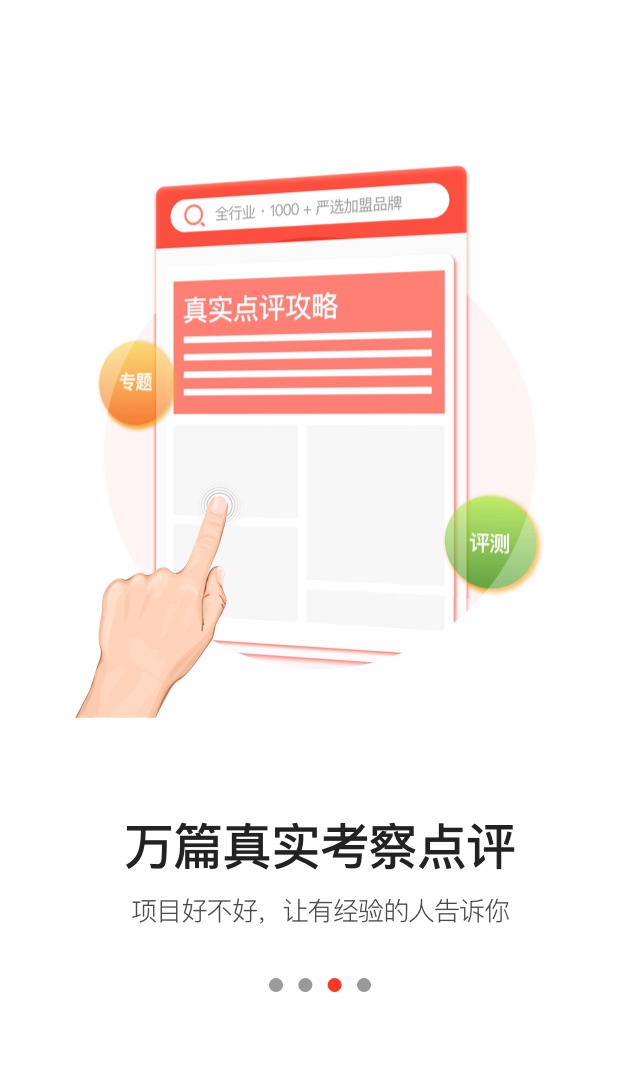 全行业 · 1000 + 严选加盟品牌
真实点评攻略
专题
评测
万篇真实考察点评
项目好不好，让有经验的人告诉你